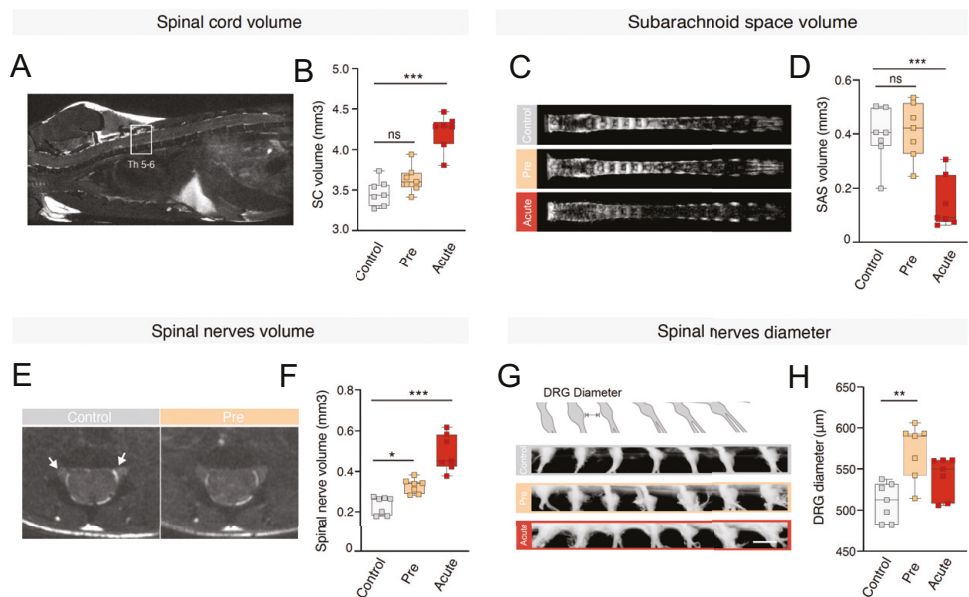 Spinal cord volume
Subarachnoid space volume
A
Th 5-6
B
SC volume (mm3)
4.5
4.0
3.5
3.0
***
ns
Control
Pre
Acute
C
Control
Pre
Acute
D
SAS volume (mm3)
0.6
0.4
0.2
0
***
ns
Control
Pre
Acute
Spinal nerves volume
Spinal nerves diameter
E
Control
Pre
F
Spinal nerve volume (mm3)
0.8
0.6
0.4
0.2
0
***
*
Control
Pre
Acute
G
DRG Diameter
Control
Pre
Acute
H
DRG diameter (µm)
650
600
550
500
450
**
Control
Pre
Acute